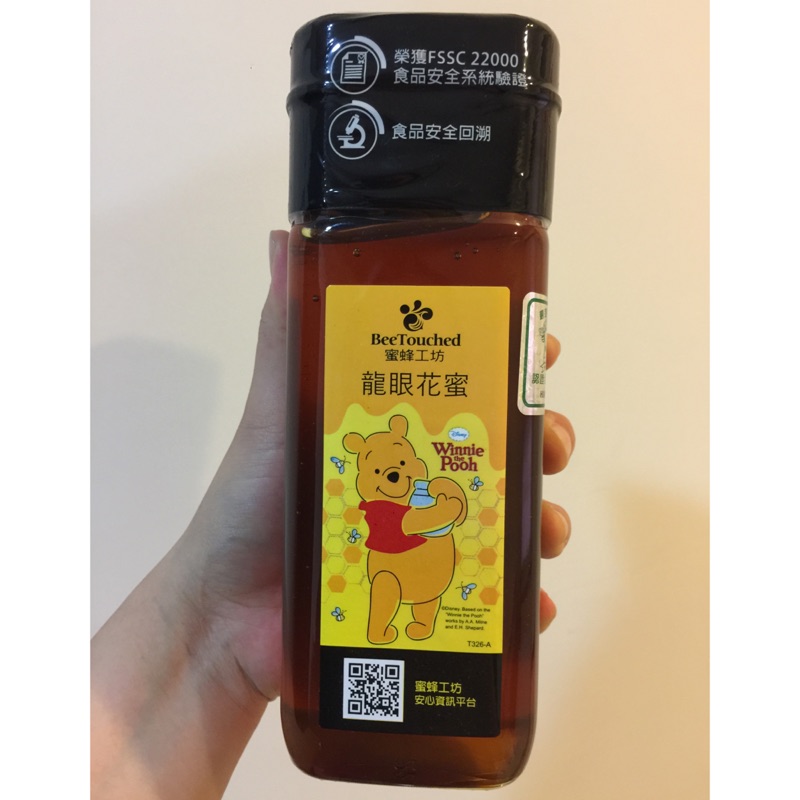 榮獲FSSC 22000
食品安全系統驗證
食品安全回溯
BeeTouched
蜜蜂工坊
龍眼花蜜
Disney
Winnie
the
Pooh
©Disney. Based on the
"Winnie the Pooh"
works by A.A. Milne
and E.H. Shepard.
T326-A
蜜蜂工坊
安心資訊平台